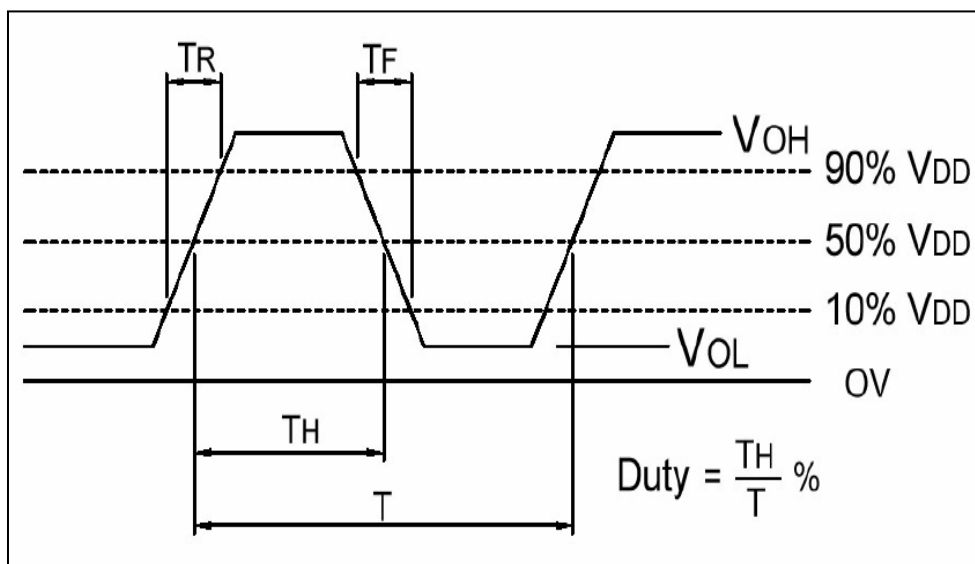 TR
TF
VOH
90% VDD
50% VDD
10% VDD
VOL
0V
TH
Duty = TH/T %
T